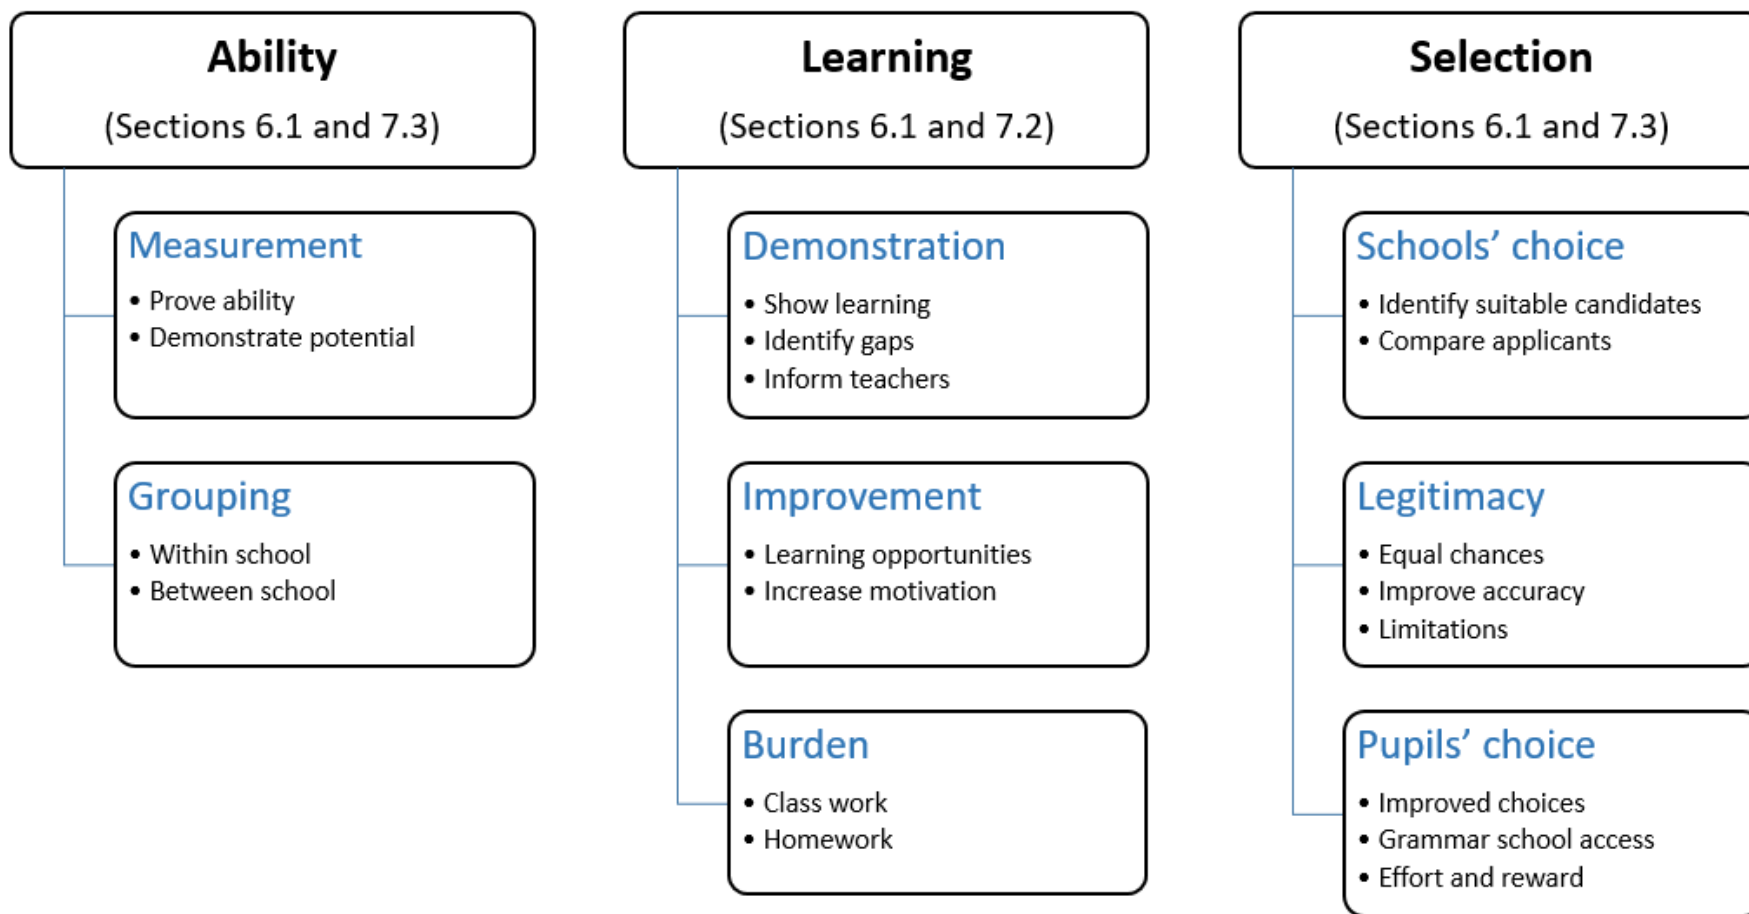 Ability
(Sections 6.1 and 7.3)
Measurement
• Prove ability
• Demonstrate potential
Grouping
• Within school
• Between school
Learning
(Sections 6.1 and 7.2)
Demonstration
• Show learning
• Identify gaps
• Inform teachers
Improvement
• Learning opportunities
• Increase motivation
Burden
• Class work
• Homework
Selection
(Sections 6.1 and 7.3)
Schools’ choice
• Identify suitable candidates
• Compare applicants
Legitimacy
• Equal chances
• Improve accuracy
• Limitations
Pupils’ choice
• Improved choices
• Grammar school access
• Effort and reward